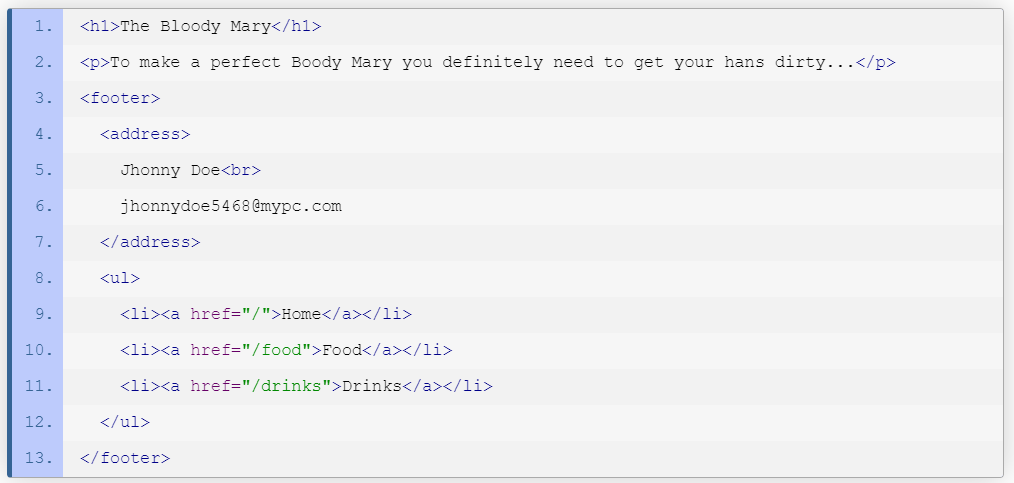 1. <h1>The Bloody Mary</h1>
2. <p>To make a perfect Boody Mary you definitely need to get your hans dirty...</p>
3. <footer>
4. <address>
5. Jhonny Doe<br>
6. jhonnydoe5468@mypc.com
7. </address>
8. <ul>
9. <li><a href="/">Home</a></li>
10. <li><a href="/food">Food</a></li>
11. <li><a href="/drinks">Drinks</a></li>
12. </ul>
13. </footer>